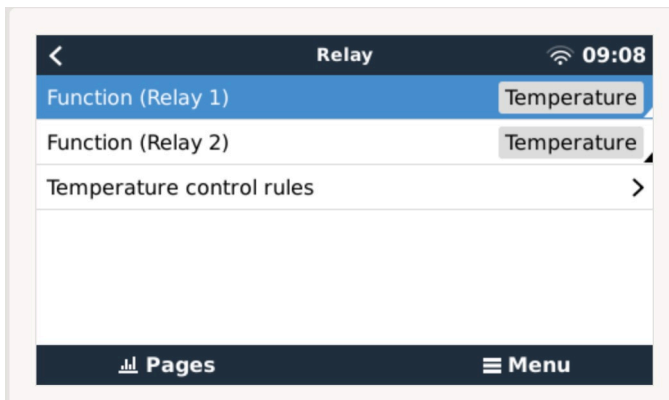 Relay 09:08
Function (Relay 1) Temperature
Function (Relay 2) Temperature
Temperature control rules
Pages Menu